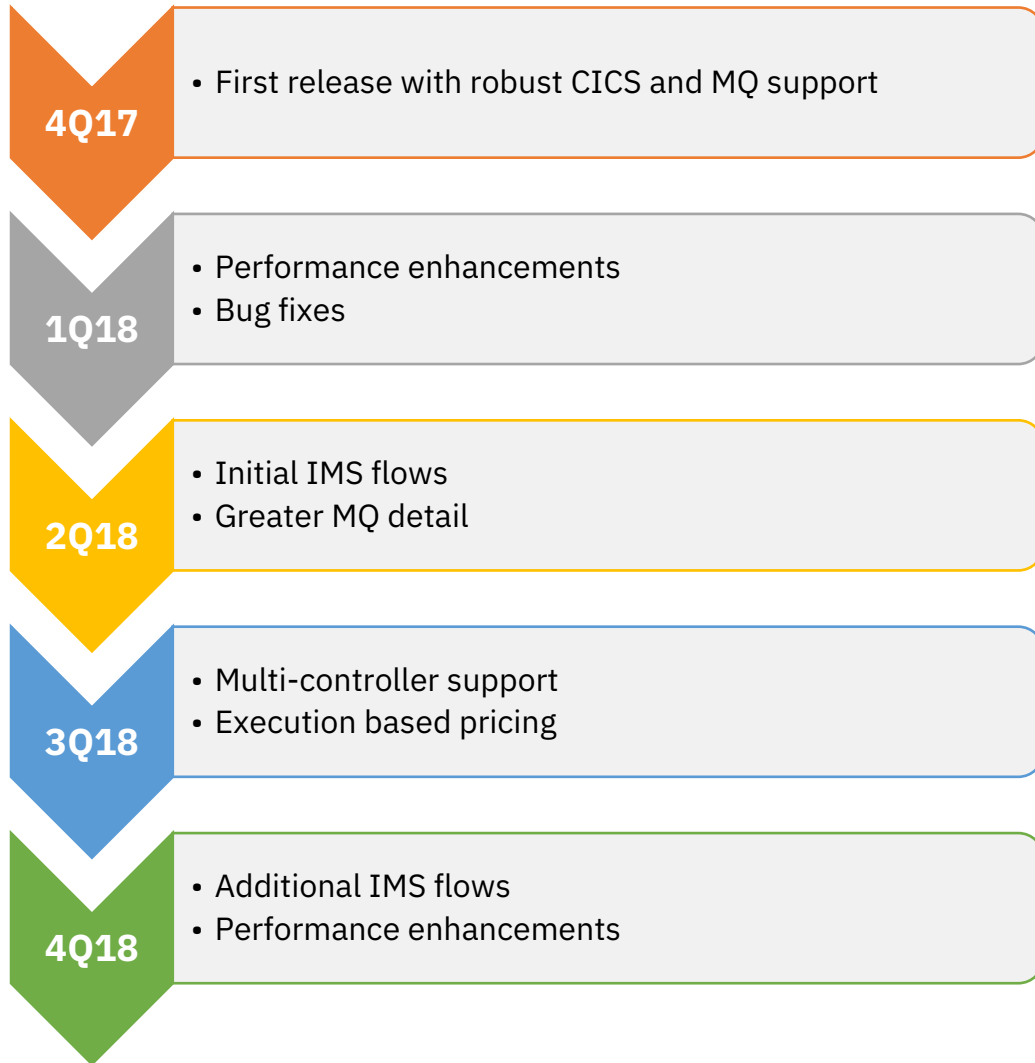 4Q17
• First release with robust CICS and MQ support
1Q18
• Performance enhancements
• Bug fixes
2Q18
• Initial IMS flows
• Greater MQ detail
3Q18
• Multi-controller support
• Execution based pricing
4Q18
• Additional IMS flows
• Performance enhancements